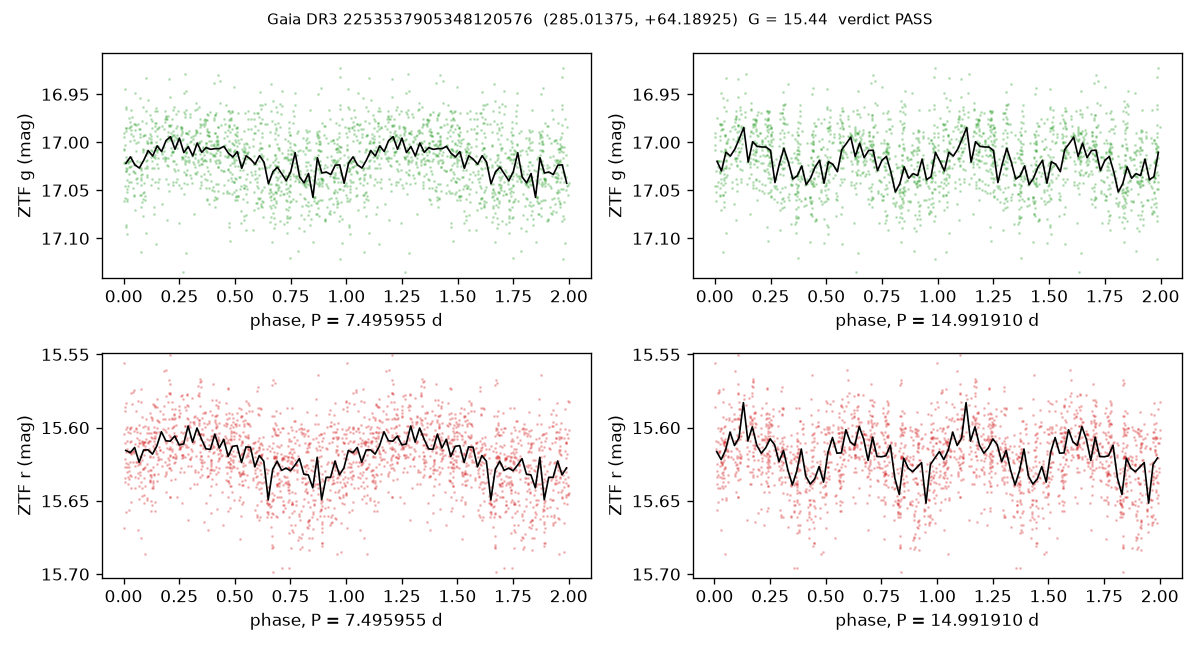 Gaia DR3 2253537905348120576 (285.01375, +64.18925) G = 15.44 verdict PASS
ZTF g (mag)
16.95
17.00
17.05
17.10
0.00 0.25 0.50 0.75 1.00 1.25 1.50 1.75 2.00
phase, P = 7.495955 d
ZTF g (mag)
16.95
17.00
17.05
17.10
0.00 0.25 0.50 0.75 1.00 1.25 1.50 1.75 2.00
phase, P = 14.991910 d
ZTF r (mag)
15.55
15.60
15.65
15.70
0.00 0.25 0.50 0.75 1.00 1.25 1.50 1.75 2.00
phase, P = 7.495955 d
ZTF r (mag)
15.55
15.60
15.65
15.70
0.00 0.25 0.50 0.75 1.00 1.25 1.50 1.75 2.00
phase, P = 14.991910 d